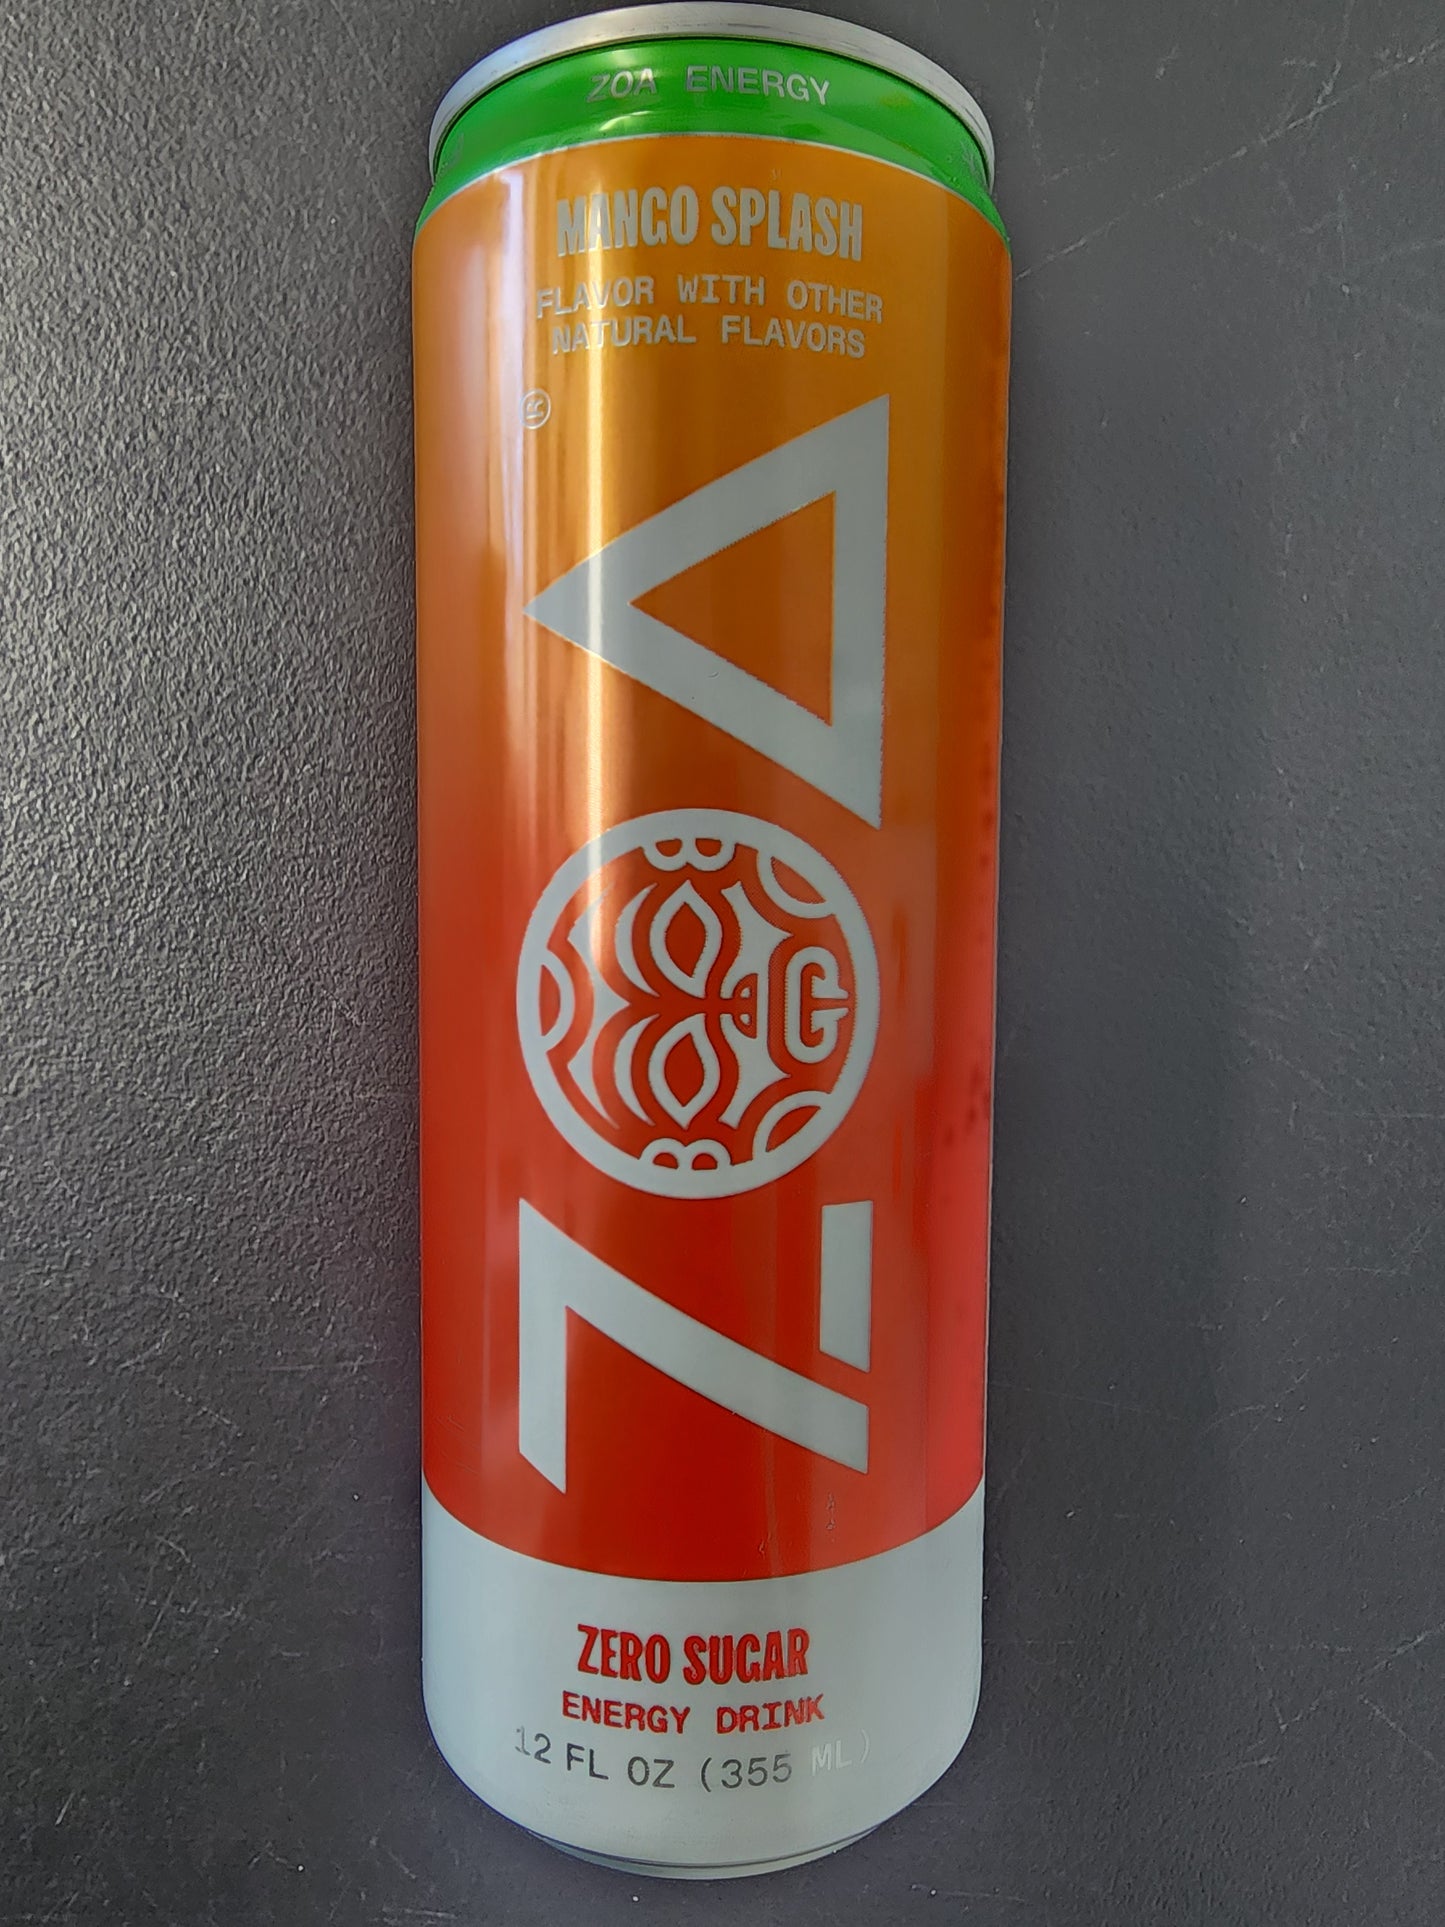 ZOA ENERGY
MANGO SPLASH
FLAVOR WITH OTHER
NATURAL FLAVORS
ZOA®
ZERO SUGAR
ENERGY DRINK
12 FL OZ (355 ML)